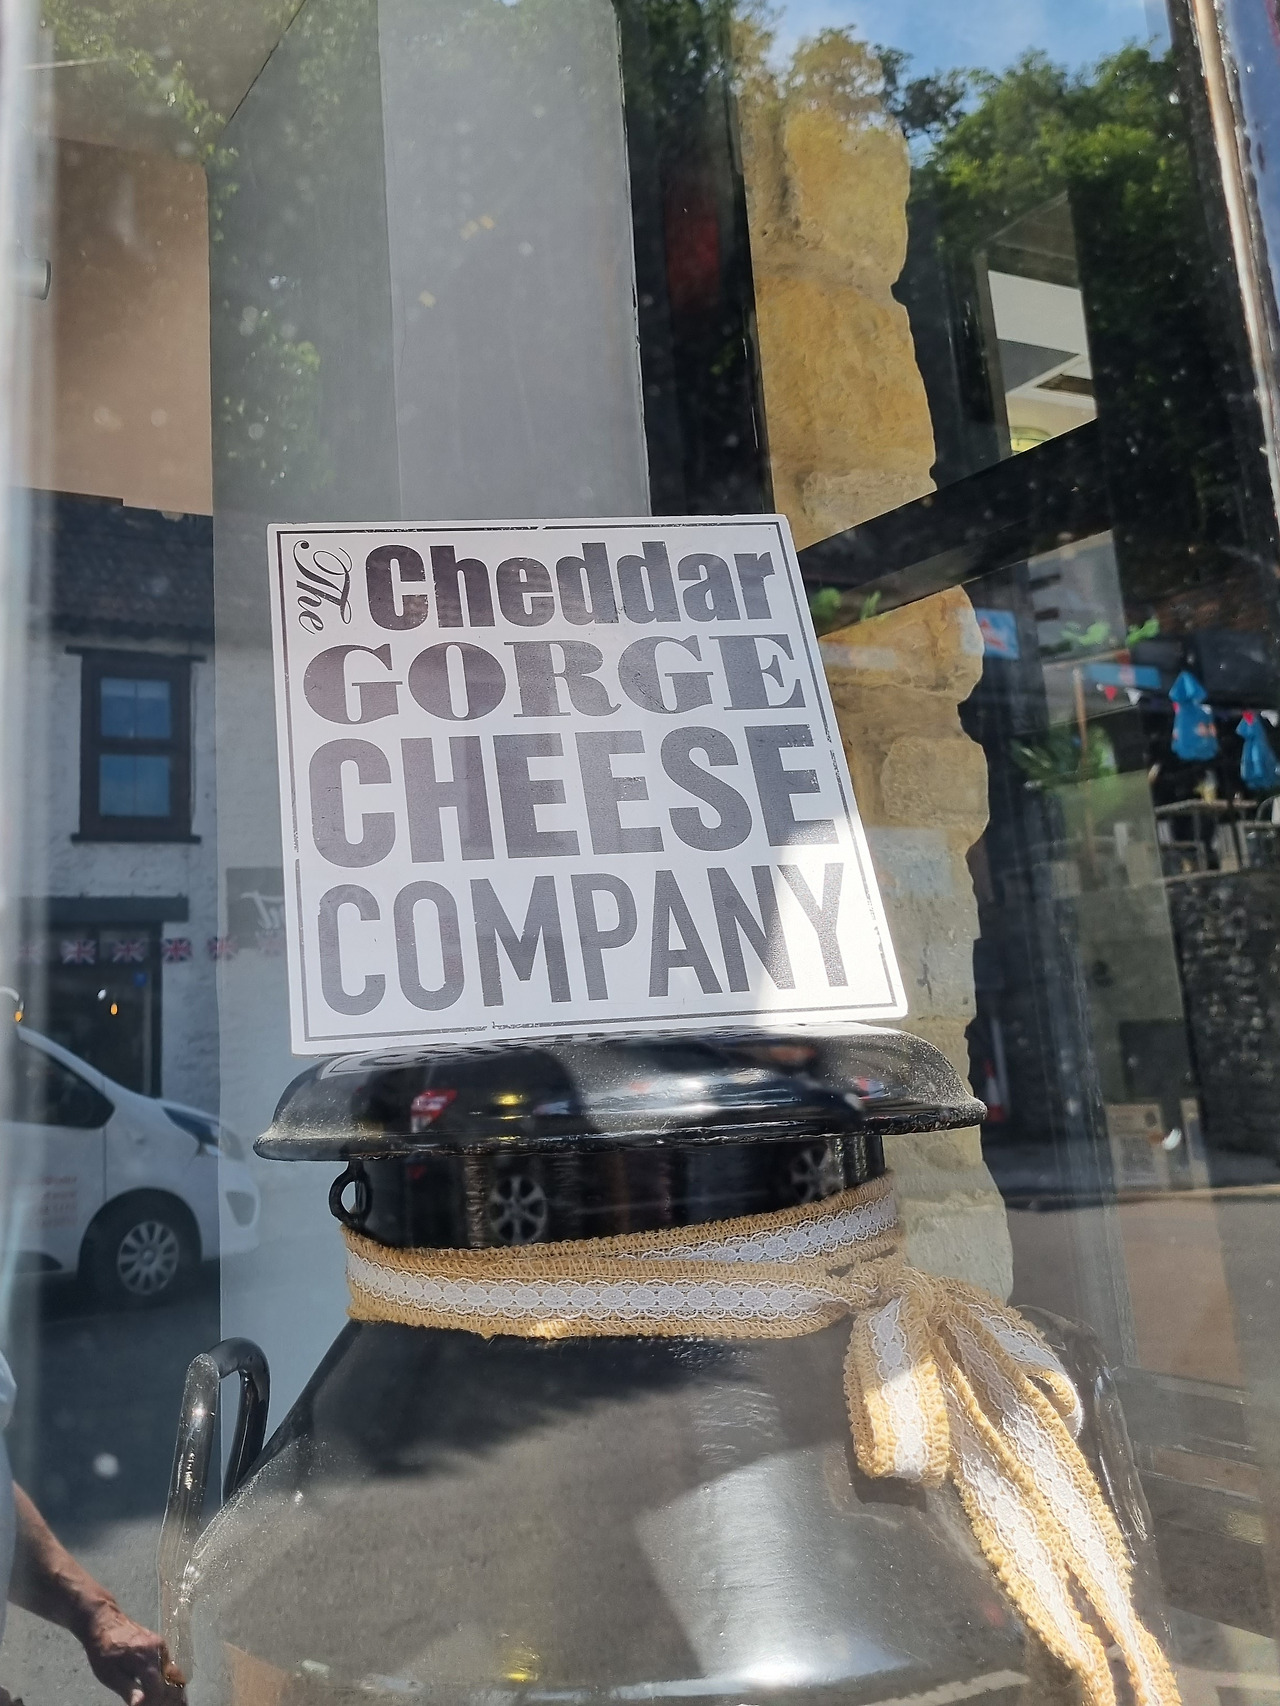 The Cheddar
GORGE
CHEESE
COMPANY